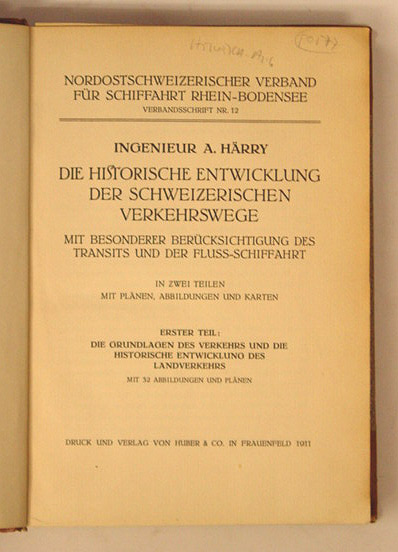 NORDOSTSCHWEIZERISCHER VERBAND
FÜR SCHIFFAHRT RHEIN-BODENSEE
VERBANDSSCHRIFT NR. 12
INGENIEUR A. HÄRRY
DIE HISTORISCHE ENTWICKLUNG
DER SCHWEIZERISCHEN
VERKEHRSWEGE
MIT BESONDERER BERÜCKSICHTIGUNG DES
TRANSITS UND DER FLUSS-SCHIFFAHRT
IN ZWEI TEILEN
MIT PLÄNEN, ABBILDUNGEN UND KARTEN
ERSTER TEIL:
DIE GRUNDLAGEN DES VERKEHRS UND DIE
HISTORISCHE ENTWICKLUNG DES
LANDVERKEHRS
MIT 32 ABBILDUNGEN UND PLÄNEN
DRUCK UND VERLAG VON HUBER & CO. IN FRAUENFELD 1911